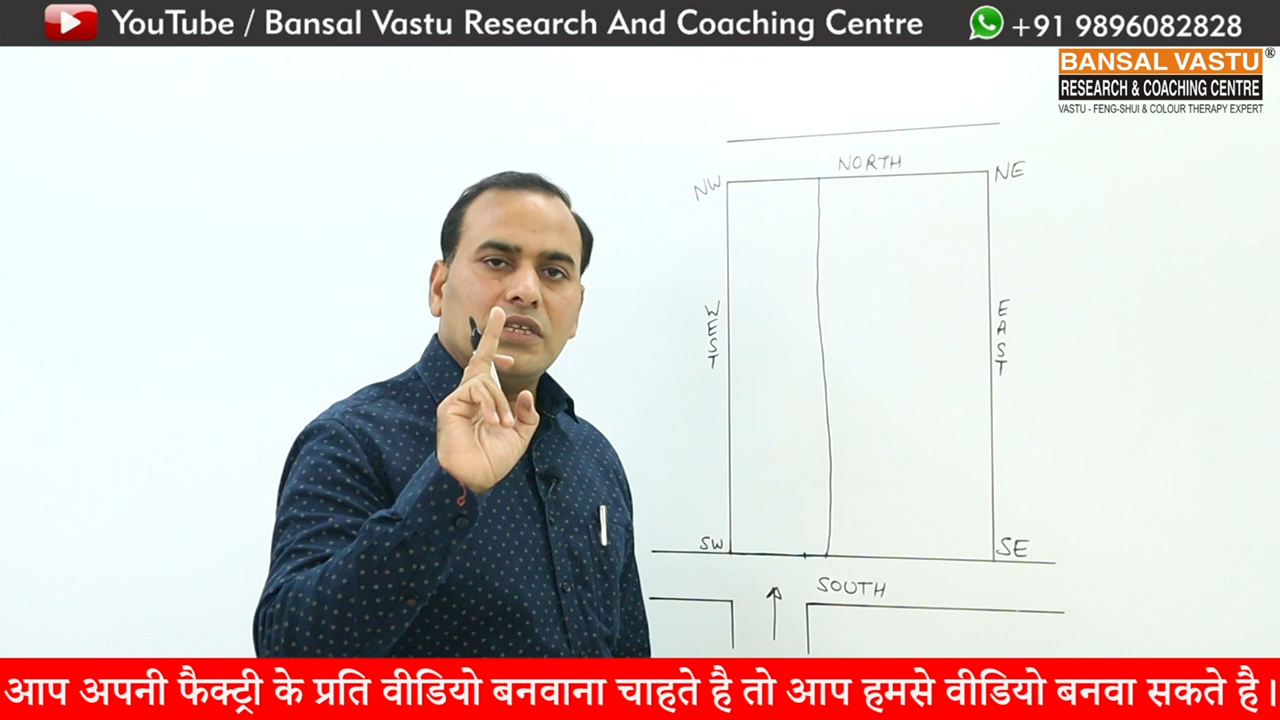 YouTube / Bansal Vastu Research And Coaching Centre
+91 9896082828
BANSAL VASTU®
RESEARCH & COACHING CENTRE
VASTU - FENG-SHUI & COLOUR THERAPY EXPERT
NORTH
NW
NE
WEST
EAST
SW
SE
SOUTH
आप अपनी फैक्ट्री के प्रति वीडियो बनवाना चाहते है तो आप हमसे वीडियो बनवा सकते है।